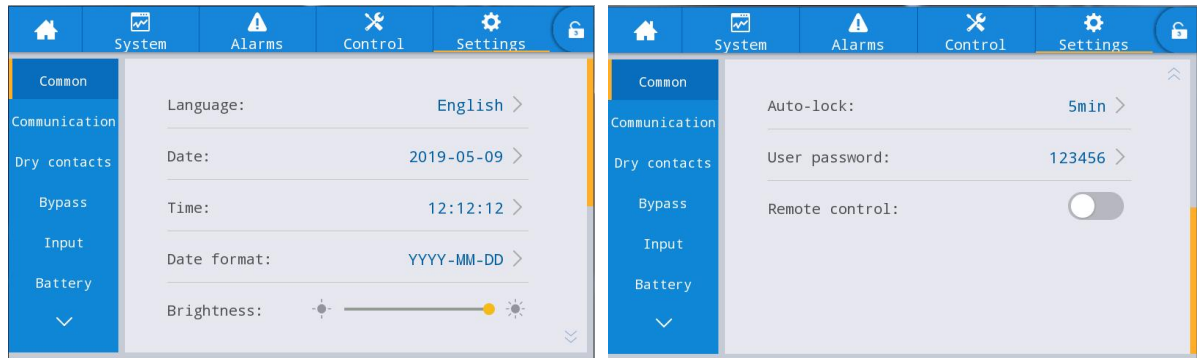 System Alarms Control Settings
Common
Communication
Dry contacts
Bypass
Input
Battery
Language: English
Date: 2019-05-09
Time: 12:12:12
Date format: YYYY-MM-DD
Brightness:
System Alarms Control Settings
Common
Communication
Dry contacts
Bypass
Input
Battery
Auto-lock: 5min
User password: 123456
Remote control: